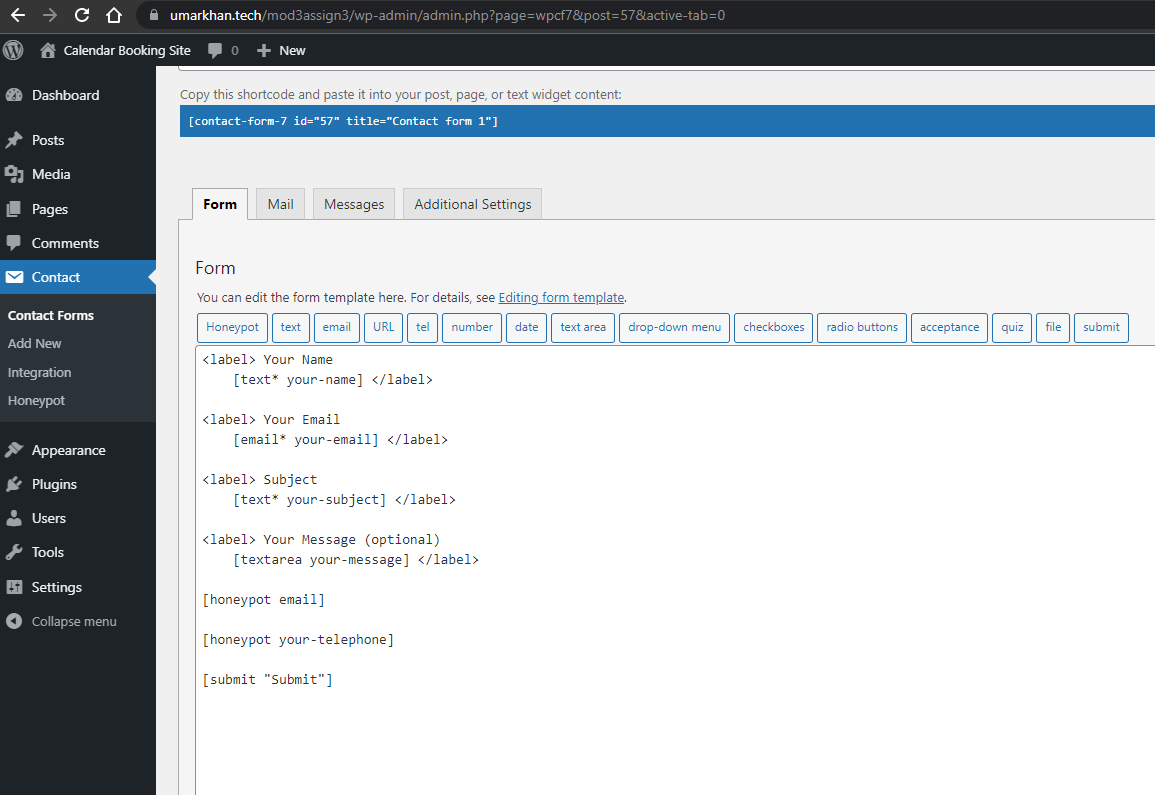 umarkhan.tech/mod3assign3/wp-admin/admin.php?page=wpcf7&post=57&active-tab=0
Calendar Booking Site 0 New
Dashboard
Posts
Media
Pages
Comments
Contact
Contact Forms
Add New
Integration
Honeypot
Appearance
Plugins
Users
Tools
Settings
Collapse menu
Copy this shortcode and paste it into your post, page, or text widget content:
[contact-form-7 id="57" title="Contact form 1"]
Form Mail Messages Additional Settings
Form
You can edit the form template here. For details, see Editing form template.
Honeypot text email URL tel number date text area drop-down menu checkboxes radio buttons acceptance quiz file submit
<label> Your Name
[text* your-name] </label>
<label> Your Email
[email* your-email] </label>
<label> Subject
[text* your-subject] </label>
<label> Your Message (optional)
[textarea your-message] </label>
[honeypot email]
[honeypot your-telephone]
[submit "Submit"]